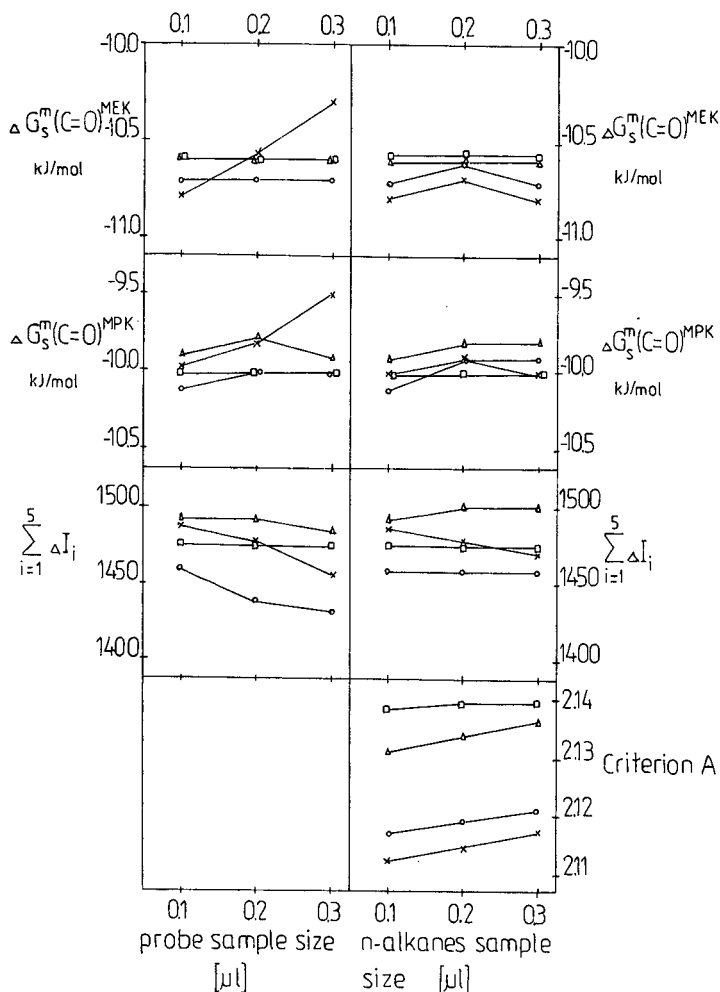 0.1 0.2 0.3 0.1 0.2 0.3
-10.0 -10.0
ΔG_s^m(C=O)^MEK -10.5 -10.5 ΔG_s^m(C=O)^MEK
kJ/mol kJ/mol
-11.0 -11.0
-9.5 -9.5
ΔG_s^m(C=O)^MPK -10.0 -10.0 ΔG_s^m(C=O)^MPK
kJ/mol kJ/mol
-10.5 -10.5
1500 1500
5 5
∑ ΔI_i 1450 1450 ∑ ΔI_i
i=1 i=1
1400 1400
2.14
2.13 Criterion A
2.12
2.11
0.1 0.2 0.3 0.1 0.2 0.3
probe sample size n-alkanes sample
[μl] size [μl]